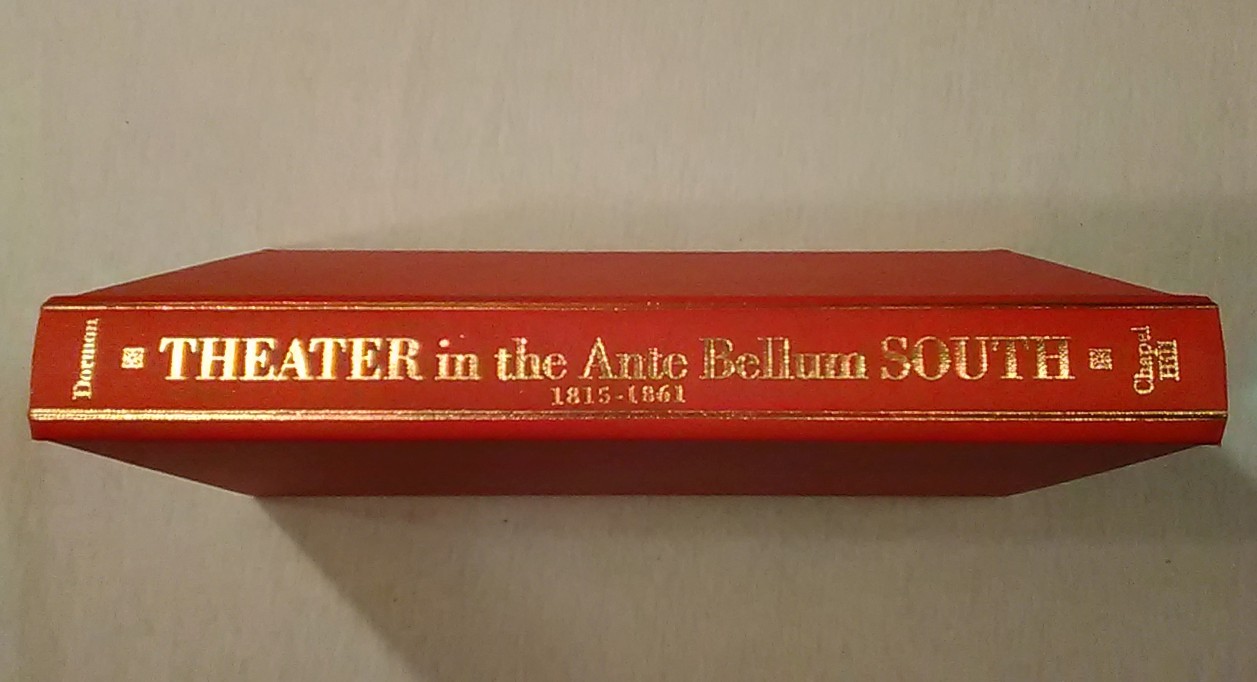 Dormon
THEATER in the Ante Bellum SOUTH
1815-1861
Chapel
Hill